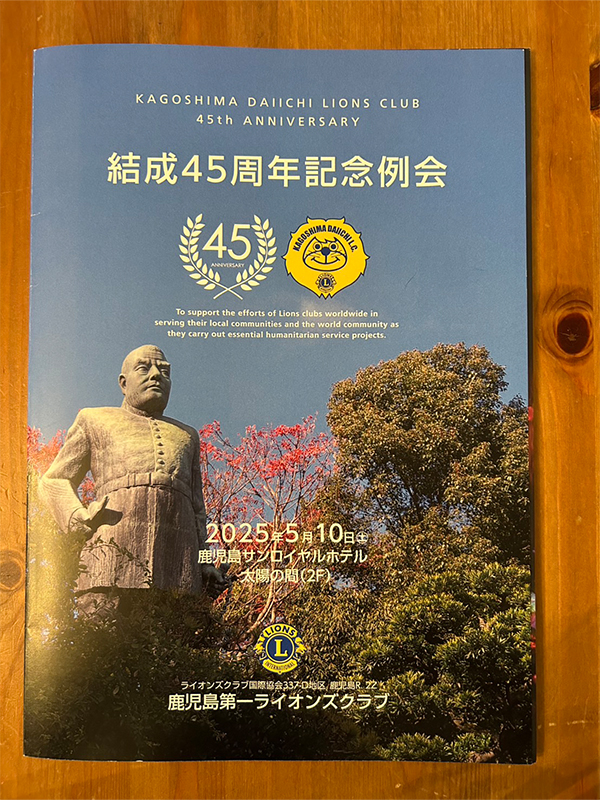 KAGOSHIMA DAIICHI LIONS CLUB
45th ANNIVERSARY
結成45周年記念例会
45
ANNIVERSARY
KAGOSHIMA DAIICHI L.C.
To support the efforts of Lions clubs worldwide in
serving their local communities and the world community as
they carry out essential humanitarian service projects.
2025年5月10日土
鹿児島サンロイヤルホテル
太陽の間(2F)
LIONS
L
INTERNATIONAL
ライオンズクラブ国際協会337-D地区 鹿児島R. 2Z
鹿児島第一ライオンズクラブ